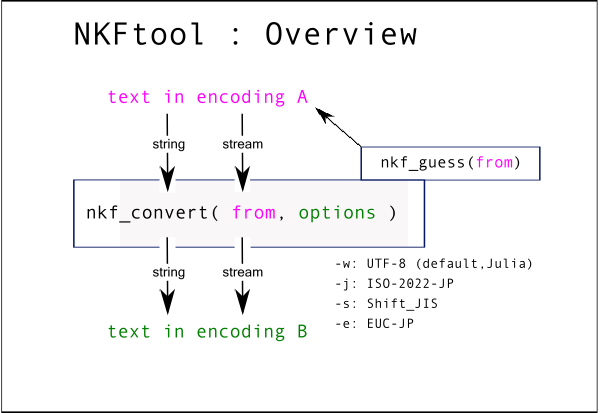 NKFtool : Overview
text in encoding A
string stream
nkf_guess(from)
nkf_convert( from, options )
string stream
-w: UTF-8 (default,Julia)
-j: ISO-2022-JP
-s: Shift_JIS
-e: EUC-JP
text in encoding B